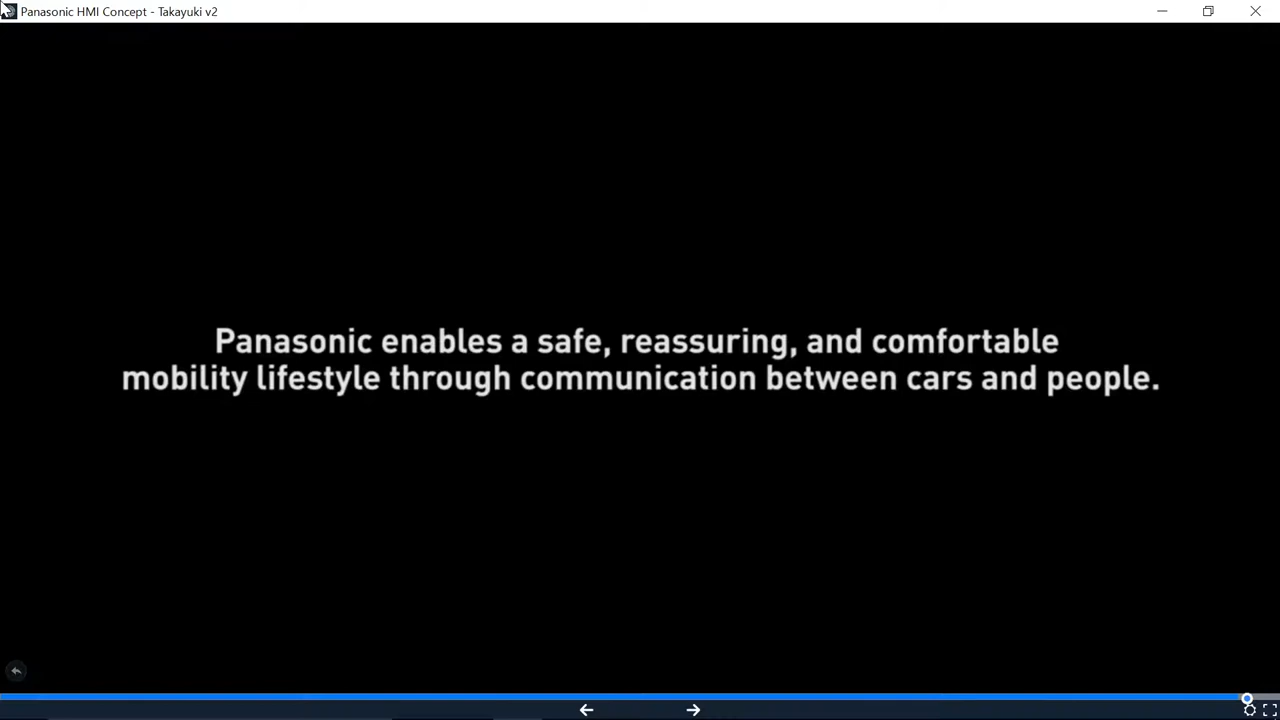 Panasonic HMI Concept - Takayuki v2
Panasonic enables a safe, reassuring, and comfortable
mobility lifestyle through communication between cars and people.